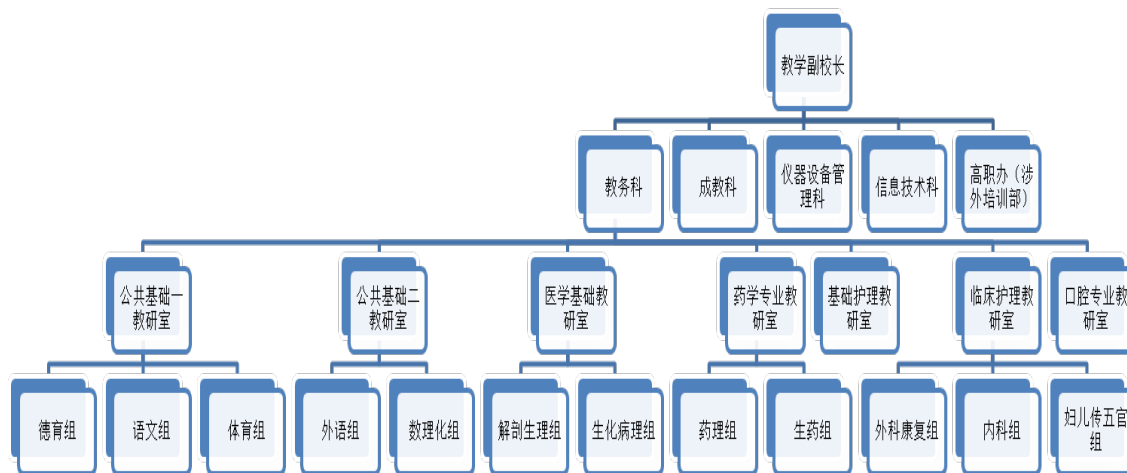 教学副校长
教务科
成教科
仪器设备管
理科
信息技术科
高职办（涉
外培训部）
公共基础一
教研室
公共基础二
教研室
医学基础教
研室
药学专业教
研室
基础护理教
研室
临床护理教
研室
口腔专业教
研室
德育组
语文组
体育组
外语组
数理化组
解剖生理组
生化病理组
药理组
生药组
外科康复组
内科组
妇儿传五官
组